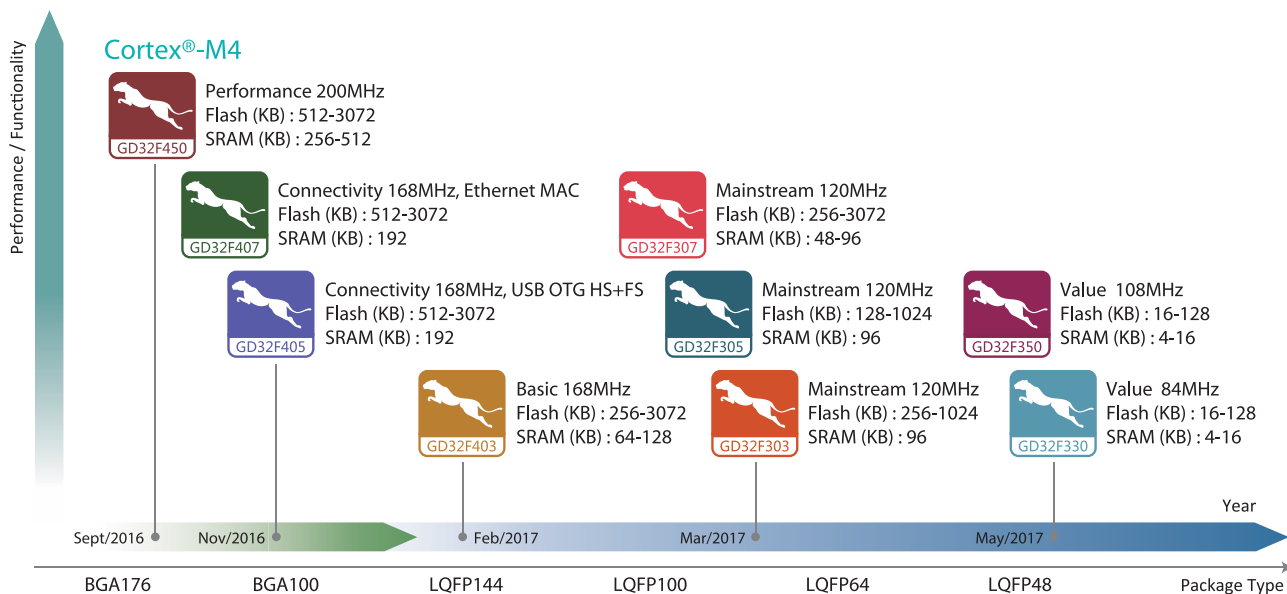 Performance / Functionality
Cortex®-M4
GD32F450
Performance 200MHz
Flash (KB) : 512-3072
SRAM (KB) : 256-512
GD32F407
Connectivity 168MHz, Ethernet MAC
Flash (KB) : 512-3072
SRAM (KB) : 192
GD32F307
Mainstream 120MHz
Flash (KB) : 256-3072
SRAM (KB) : 48-96
GD32F405
Connectivity 168MHz, USB OTG HS+FS
Flash (KB) : 512-3072
SRAM (KB) : 192
GD32F305
Mainstream 120MHz
Flash (KB) : 128-1024
SRAM (KB) : 96
GD32F350
Value 108MHz
Flash (KB) : 16-128
SRAM (KB) : 4-16
GD32F403
Basic 168MHz
Flash (KB) : 256-3072
SRAM (KB) : 64-128
GD32F303
Mainstream 120MHz
Flash (KB) : 256-1024
SRAM (KB) : 96
GD32F330
Value 84MHz
Flash (KB) : 16-128
SRAM (KB) : 4-16
Year
Sept/2016
Nov/2016
Feb/2017
Mar/2017
May/2017
BGA176
BGA100
LQFP144
LQFP100
LQFP64
LQFP48
Package Type